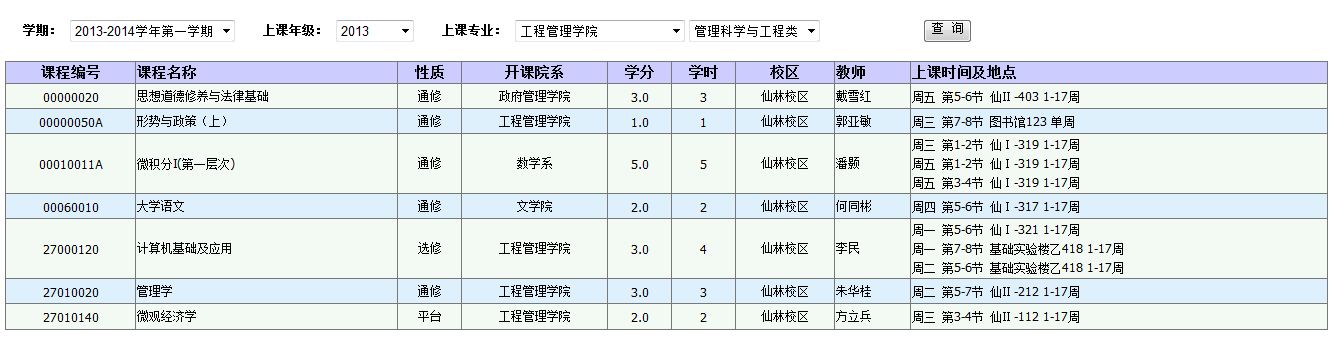 学期： 2013-2014学年第一学期 上课年级： 2013 上课专业： 工程管理学院 管理科学与工程类 查 询
课程编号 课程名称 性质 开课院系 学分 学时 校区 教师 上课时间及地点
00000020 思想道德修养与法律基础 通修 政府管理学院 3.0 3 仙林校区 戴雪红 周五 第5-6节 仙II -403 1-17周
00000050A 形势与政策（上） 通修 工程管理学院 1.0 1 仙林校区 郭亚敏 周三 第7-8节 图书馆123 单周
00010011A 微积分I(第一层次) 通修 数学系 5.0 5 仙林校区 潘颢 周三 第1-2节 仙Ⅰ-319 1-17周
周五 第1-2节 仙Ⅰ-319 1-17周
周五 第3-4节 仙Ⅰ-319 1-17周
00060010 大学语文 通修 文学院 2.0 2 仙林校区 何同彬 周四 第5-6节 仙Ⅰ-317 1-17周
27000120 计算机基础及应用 选修 工程管理学院 3.0 4 仙林校区 李民 周一 第5-6节 仙Ⅰ-321 1-17周
周一 第7-8节 基础实验楼乙418 1-17周
周二 第5-6节 基础实验楼乙418 1-17周
27010020 管理学 通修 工程管理学院 3.0 3 仙林校区 朱华桂 周二 第5-7节 仙II -212 1-17周
27010140 微观经济学 平台 工程管理学院 2.0 2 仙林校区 方立兵 周三 第3-4节 仙II -112 1-17周